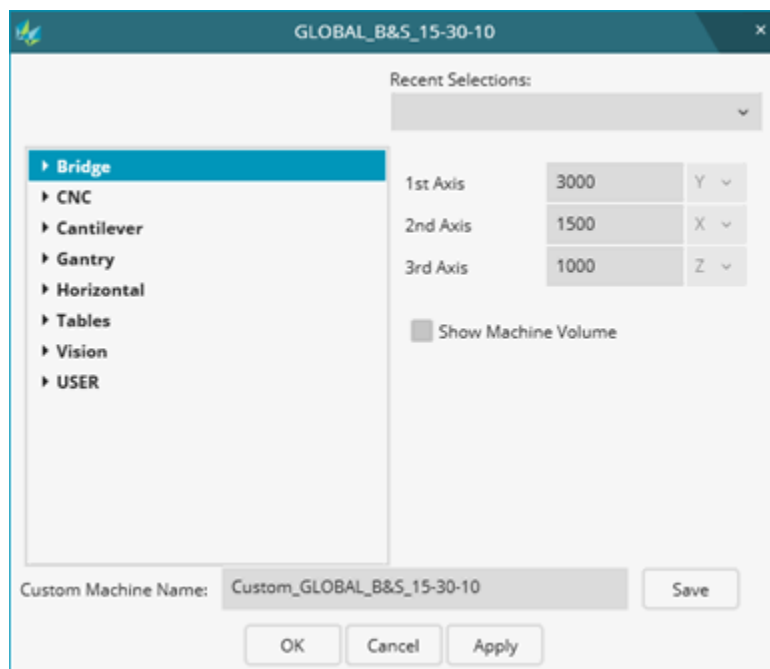 GLOBAL_B&S_15-30-10
Recent Selections:
Bridge
CNC
Cantilever
Gantry
Horizontal
Tables
Vision
USER
1st Axis 3000 Y
2nd Axis 1500 X
3rd Axis 1000 Z
Show Machine Volume
Custom Machine Name: Custom_GLOBAL_B&S_15-30-10 Save
OK Cancel Apply